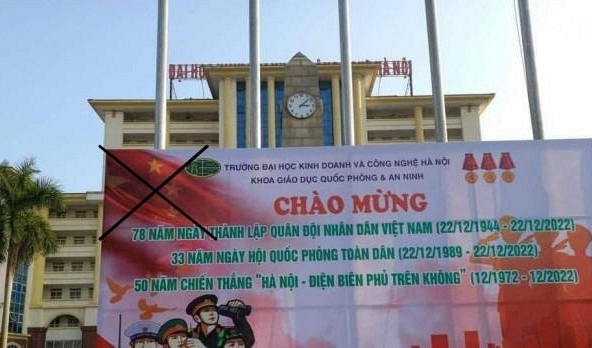 ĐẠI HÀ NỘI
TRƯỜNG ĐẠI HỌC KINH DOANH VÀ CÔNG NGHỆ HÀ NỘI
KHOA GIÁO DỤC QUỐC PHÒNG & AN NINH
CHÀO MỪNG
78 NĂM NGÀY THÀNH LẬP QUÂN ĐỘI NHÂN DÂN VIỆT NAM (22/12/1944 - 22/12/2022)
33 NĂM NGÀY HỘI QUỐC PHÒNG TOÀN DÂN (22/12/1989 - 22/12/2022)
50 NĂM CHIẾN THẮNG "HÀ NỘI - ĐIỆN BIÊN PHỦ TRÊN KHÔNG" (12/1972 - 12/2022)